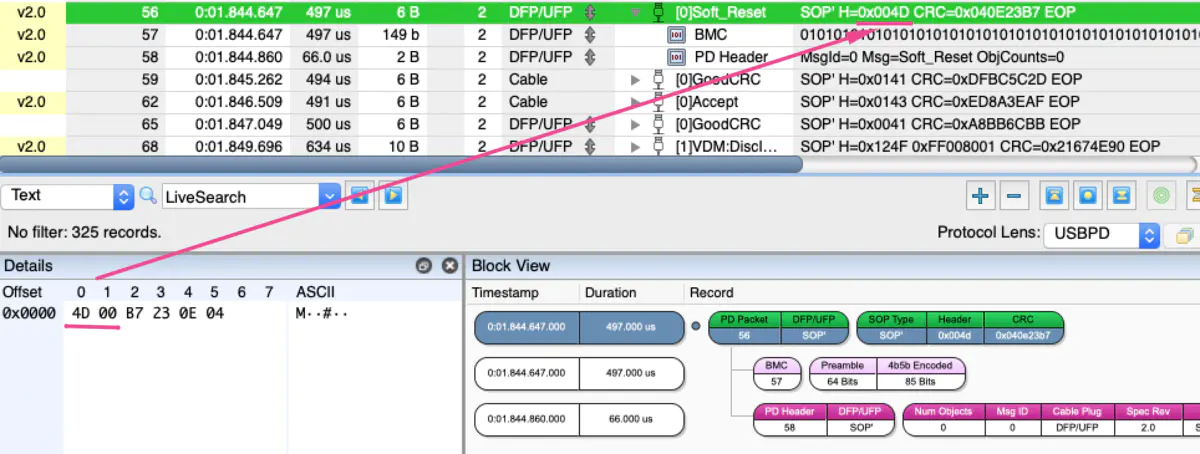 v2.0 56 0:01.844.647 497 us 6 B 2 DFP/UFP [0]Soft_Reset SOP' H=0x004D CRC=0x040E23B7 EOP
v2.0 57 0:01.844.647 497 us 149 b 2 DFP/UFP BMC
v2.0 58 0:01.844.860 66.0 us 2 B 2 DFP/UFP PD Header MsgId=0 Msg=Soft_Reset ObjCounts=0
59 0:01.845.262 494 us 6 B 2 Cable [0]GoodCRC SOP' H=0x0141 CRC=0xDFBC5C2D EOP
v2.0 62 0:01.846.509 491 us 6 B 2 Cable [0]Accept SOP' H=0x0143 CRC=0xED8A3EAF EOP
65 0:01.847.049 500 us 6 B 2 DFP/UFP [0]GoodCRC SOP' H=0x0041 CRC=0xA8BB6CBB EOP
v2.0 68 0:01.849.696 634 us 10 B 2 DFP/UFP [1]VDM:DiscI... SOP' H=0x124F 0xFF008001 CRC=0x21674E90 EOP
Text LiveSearch
No filter: 325 records. Protocol Lens: USBPD
Details Block View
Offset 0 1 2 3 4 5 6 7 ASCII Timestamp Duration Record
0x0000 4D 00 B7 23 0E 04 M··#··
0:01.844.647.000 497.000 us PD Packet DFP/UFP SOP Type Header CRC
56 SOP' SOP' 0x004d 0x040e23b7
0:01.844.647.000 497.000 us BMC Preamble 4b5b Encoded
57 64 Bits 85 Bits
0:01.844.860.000 66.000 us PD Header DFP/UFP Num Objects Msg ID Cable Plug Spec Rev
58 SOP' 0 0 DFP/UFP 2.0